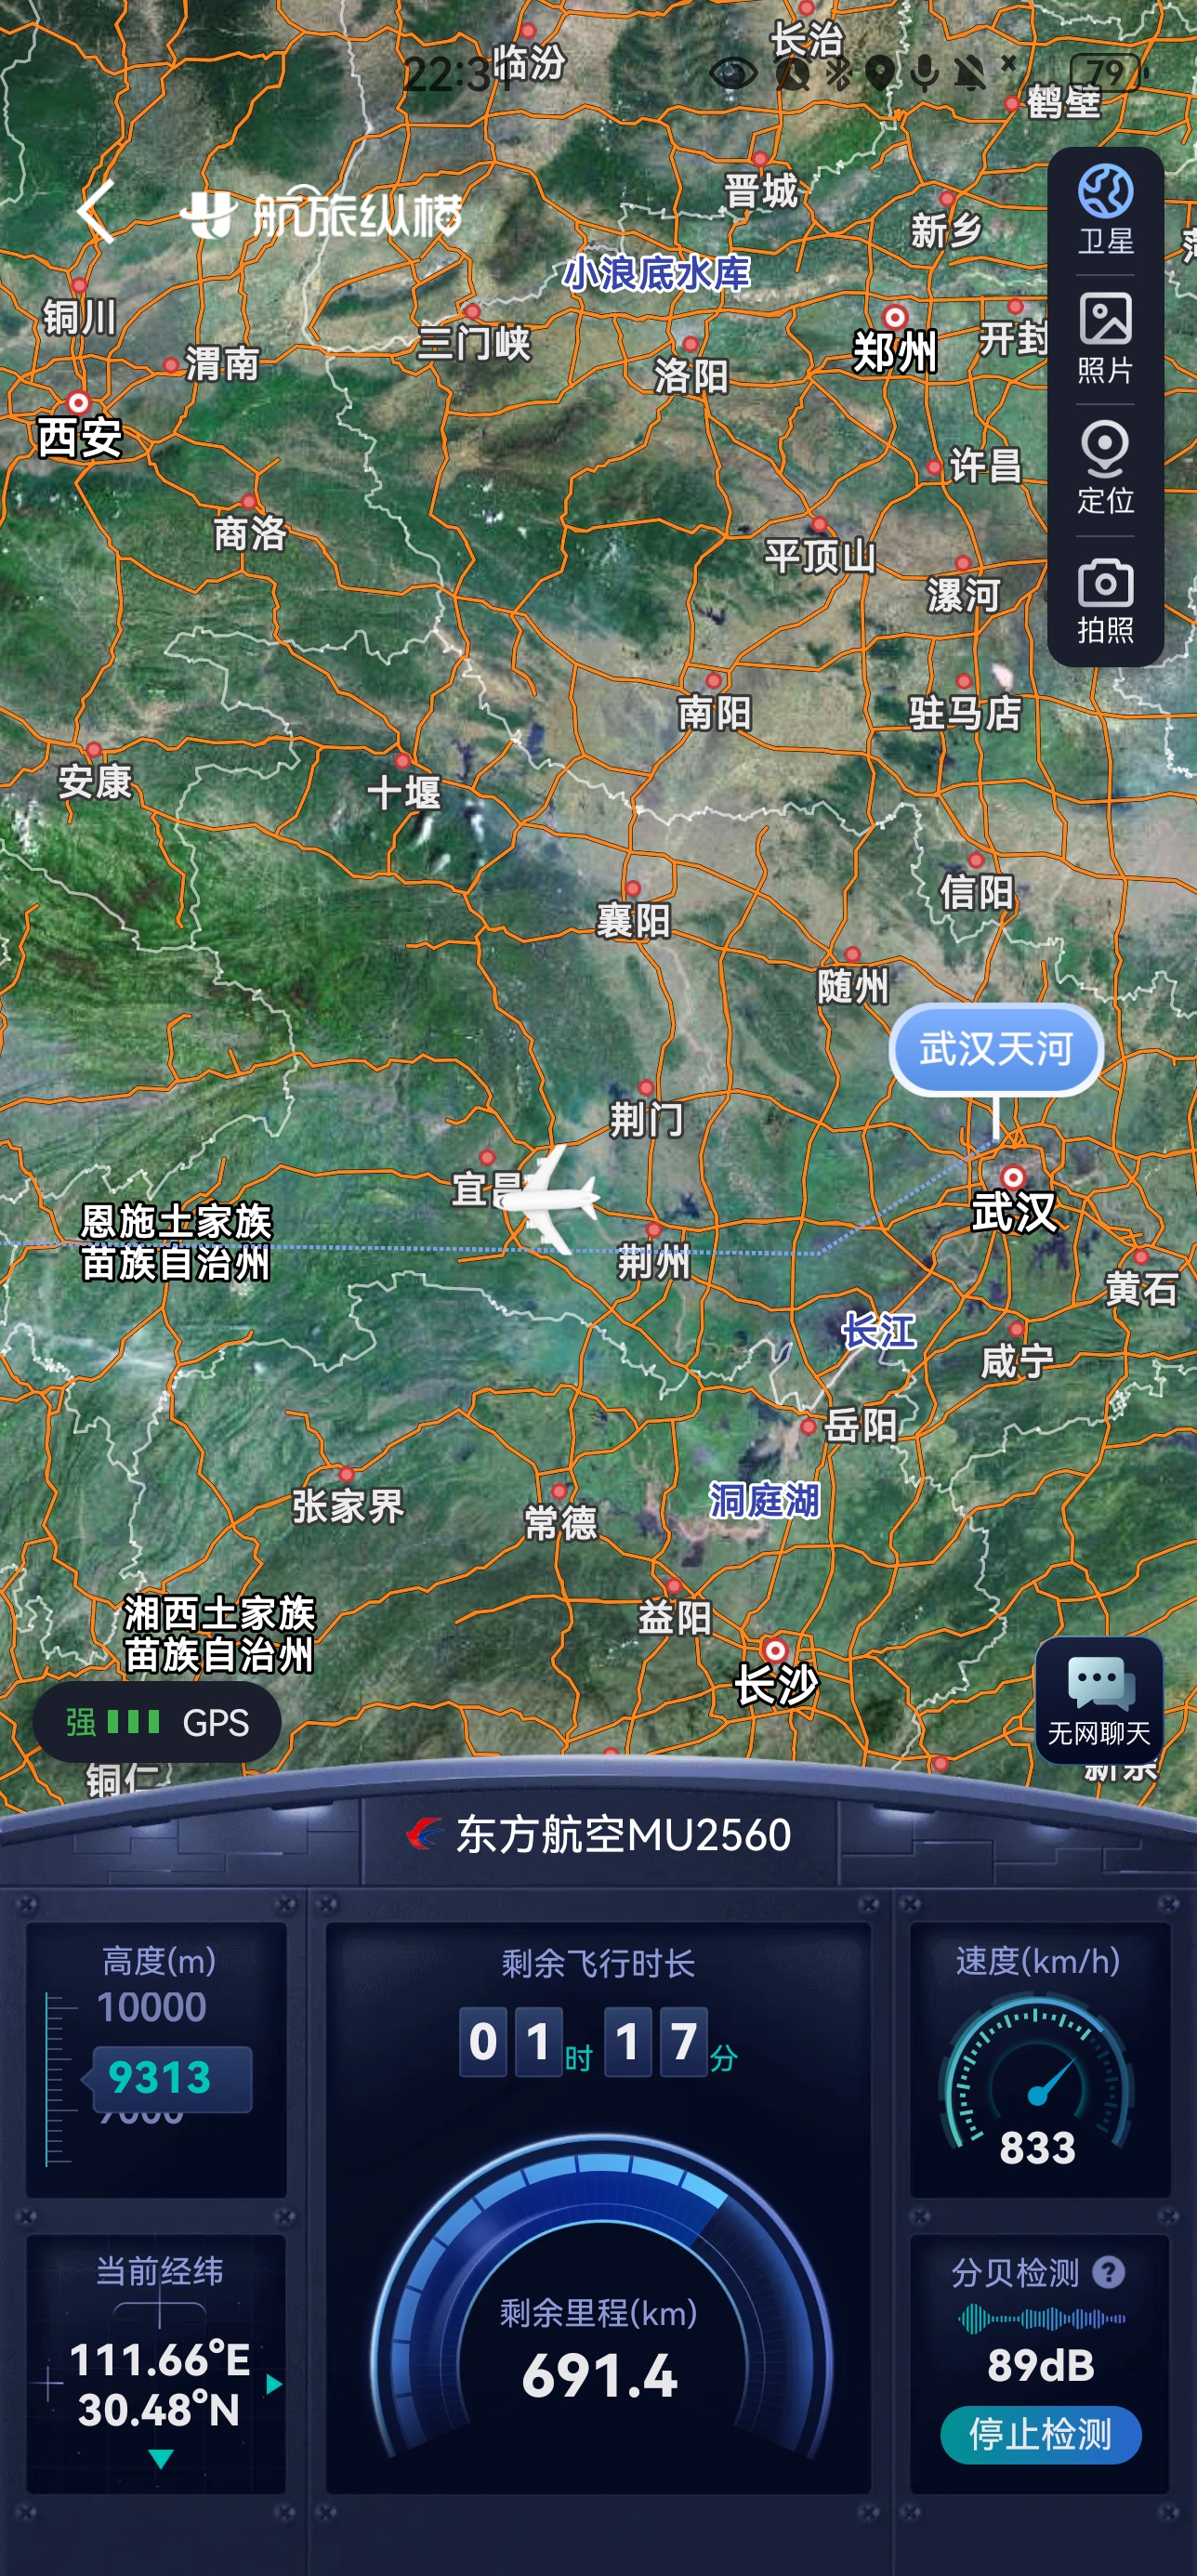 临汾
长治
22:31
79
鹤壁
晋城
新乡
航旅纵横
卫星
小浪底水库
铜川
三门峡
郑州
开封
照片
渭南
洛阳
西安
许昌
定位
商洛
平顶山
漯河
拍照
南阳
驻马店
安康
十堰
信阳
襄阳
随州
武汉天河
荆门
宜昌
武汉
恩施土家族
苗族自治州
荆州
黄石
长江
咸宁
岳阳
张家界
常德
洞庭湖
湘西土家族
苗族自治州
益阳
长沙
强 GPS
无网聊天
铜仁
东方航空MU2560
高度(m)
10000
9313
9000
剩余飞行时长
01时17分
速度(km/h)
833
当前经纬
111.66°E
30.48°N
剩余里程(km)
691.4
分贝检测 ?
89dB
停止检测